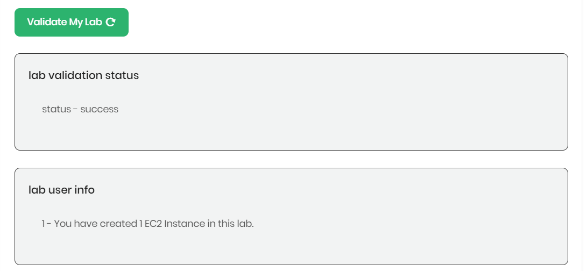 Validate My Lab
lab validation status
status - success
lab user info
1 - You have created 1 EC2 Instance in this lab.